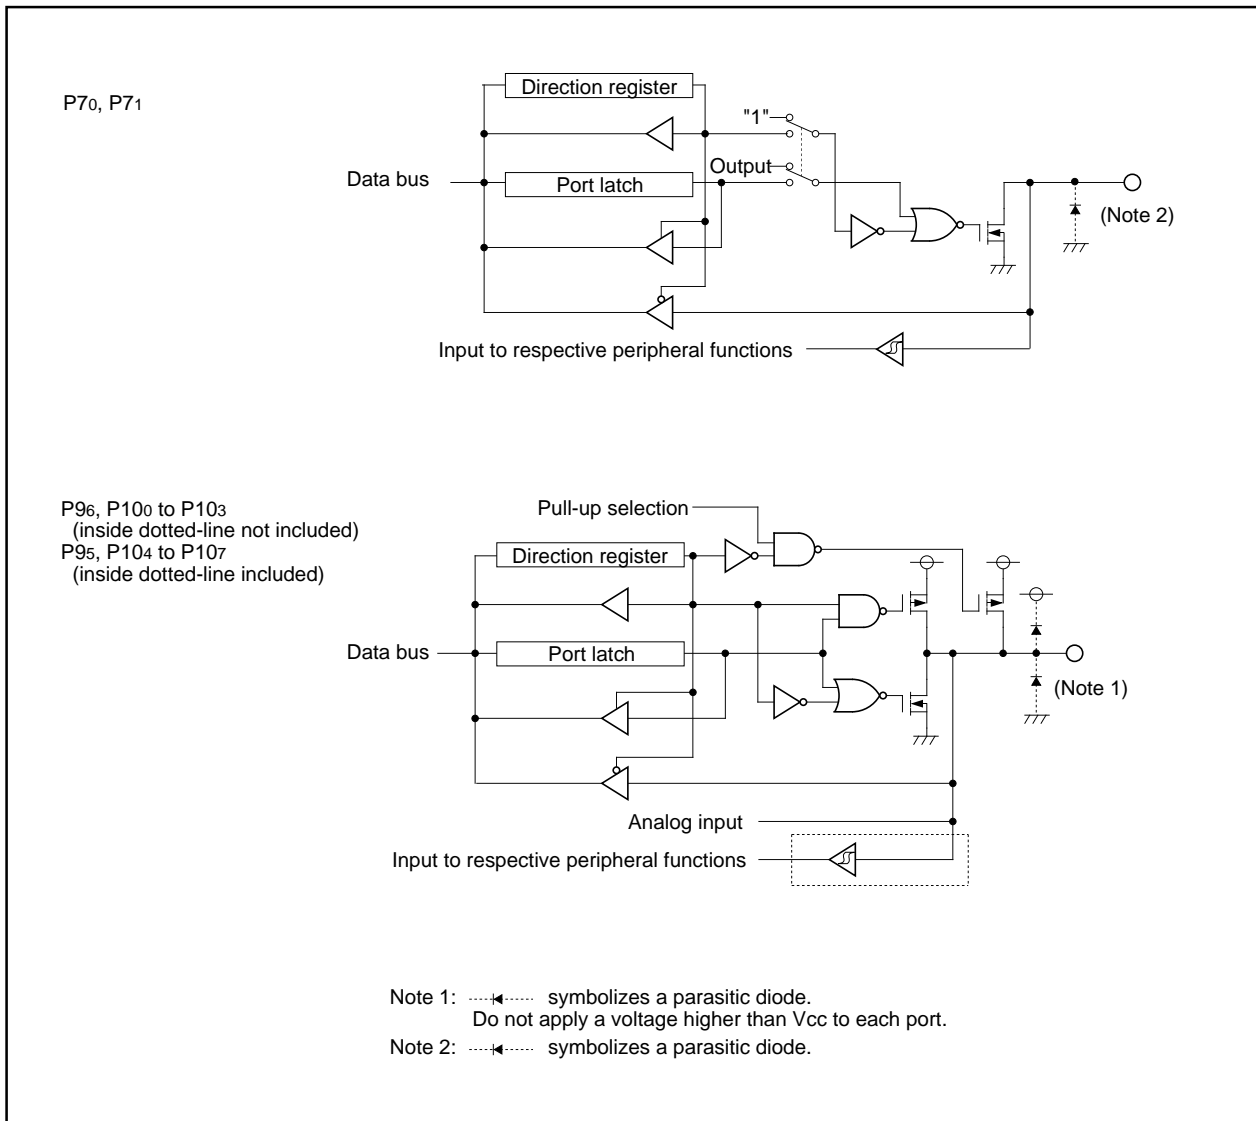 P70, P71
Direction register
"1"
Data bus
Port latch
Output
(Note 2)
Input to respective peripheral functions
P96, P100 to P103
(inside dotted-line not included)
P95, P104 to P107
(inside dotted-line included)
Pull-up selection
Direction register
Data bus
Port latch
(Note 1)
Analog input
Input to respective peripheral functions
Note 1: symbolizes a parasitic diode.
Do not apply a voltage higher than Vcc to each port.
Note 2: symbolizes a parasitic diode.